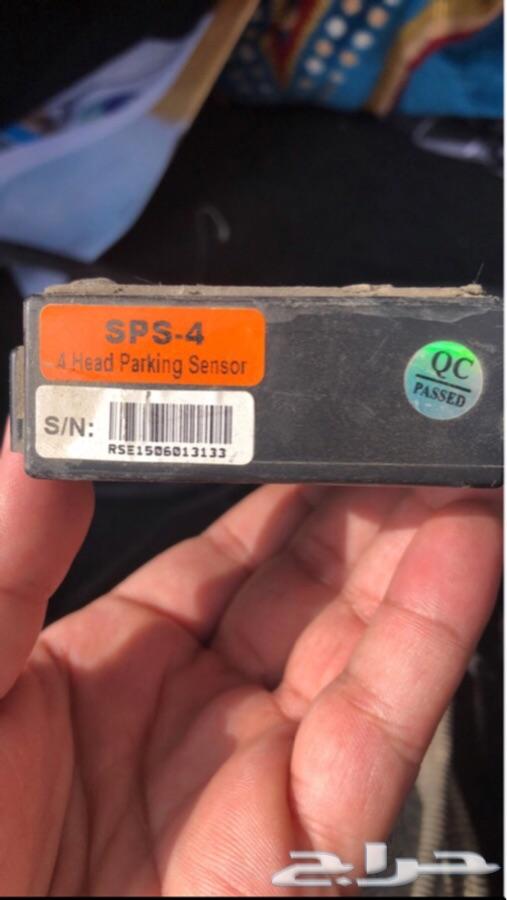 SPS-4
4 Head Parking Sensor
S/N:
RSE1506013133
QC
PASSED
حراج